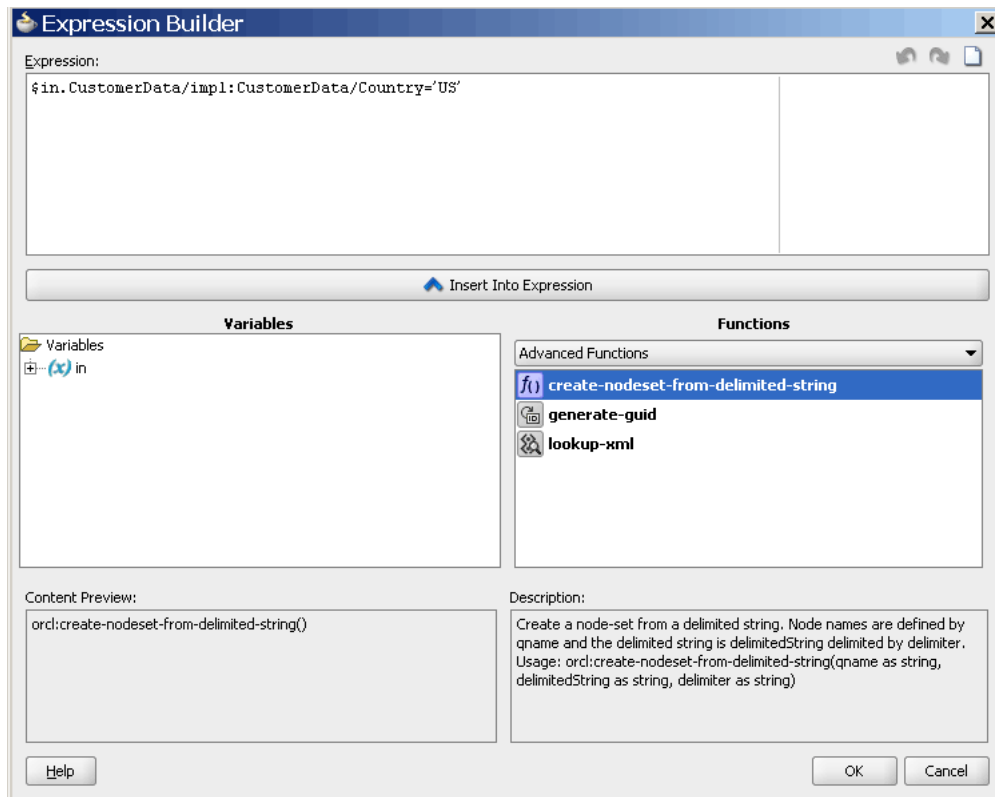 Expression Builder
Expression:
$in.CustomerData/impl:CustomerData/Country='US'
Insert Into Expression
Variables
Functions
Variables
(x) in
Advanced Functions
f() create-nodeset-from-delimited-string
ID generate-guid
lookup-xml
Content Preview:
Description:
orcl:create-nodeset-from-delimited-string()
Create a node-set from a delimited string. Node names are defined by
qname and the delimited string is delimitedString delimited by delimiter.
Usage: orcl:create-nodeset-from-delimited-string(qname as string,
delimitedString as string, delimiter as string)
Help
OK
Cancel